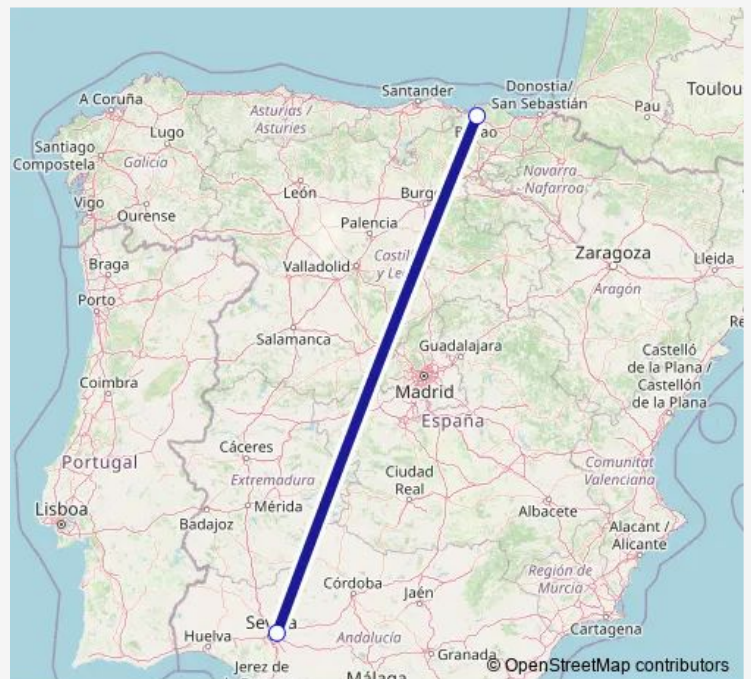 Santander
Donostia/
San Sebastián
Toulou
A Coruña
Asturias /
Asturies
Pau
Lugo
Santiago
Compostela
Galicia
Navarra
- Nafarroa
León
Vigo
Ourense
Palencia
Zaragoza
Braga
Valladolid
Lleida
Aragón
Porto
Salamanca
Guadalajara
Castelló
de la Plana /
Castellón
de la Plana
Coimbra
Madrid
España
Cáceres
Portugal
Extremadura
Ciudad
Real
Comunitat
Valenciana
Mérida
Albacete
Lisboa
Badajoz
Alacant /
Alicante
Córdoba
Jaén
Región de
Murcia
Huelva
Andalucía
Cartagena
Granada
Jerez de
Málaga
© OpenStreetMap contributors